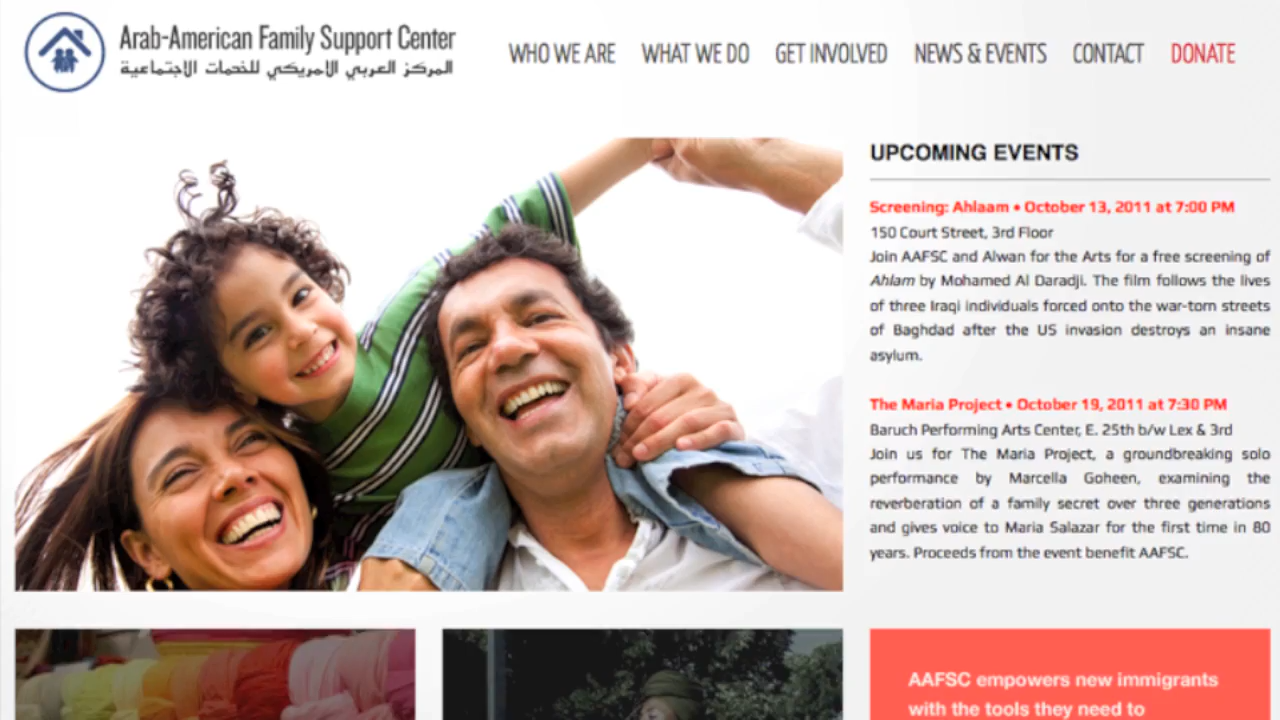 Arab-American Family Support Center
المركز العربي الامريكي للخدمات الاجتماعية
WHO WE ARE WHAT WE DO GET INVOLVED NEWS & EVENTS CONTACT DONATE
UPCOMING EVENTS
Screening: Ahlaam • October 13, 2011 at 7:00 PM
150 Court Street, 3rd Floor
Join AAFSC and Alwan for the Arts for a free screening of
Ahlam by Mohamed Al Daradji. The film follows the lives
of three Iraqi individuals forced onto the war-torn streets
of Baghdad after the US invasion destroys an insane
asylum.
The Maria Project • October 19, 2011 at 7:30 PM
Baruch Performing Arts Center, E. 25th b/w Lex & 3rd
Join us for The Maria Project, a groundbreaking solo
performance by Marcella Goheen, examining the
reverberation of a family secret over three generations
and gives voice to Maria Salazar for the first time in 80
years. Proceeds from the event benefit AAFSC.
AAFSC empowers new immigrants
with the tools they need to